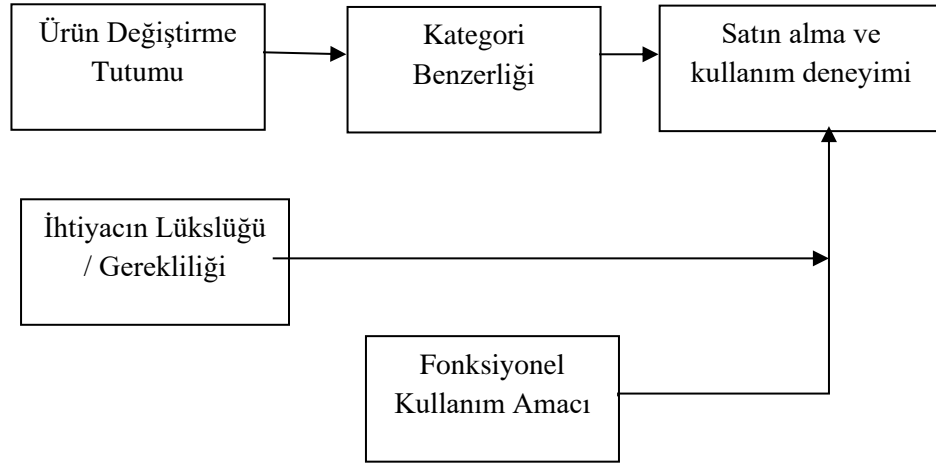 Ürün Değiştirme
Tutumu
Kategori
Benzerliği
Satın alma ve
kullanım deneyimi
İhtiyacın Lükslüğü
/ Gerekliliği
Fonksiyonel
Kullanım Amacı